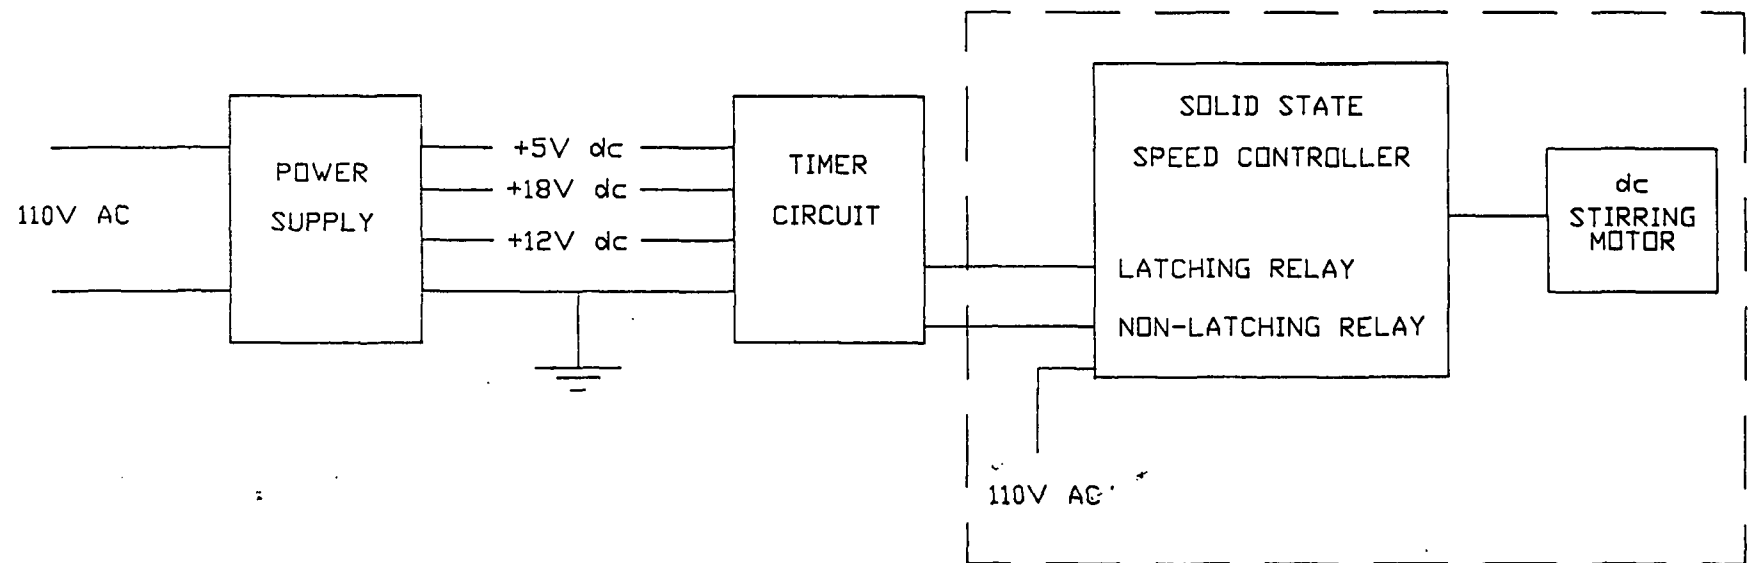 110V AC
POWER
SUPPLY
+5V dc
+18V dc
+12V dc
TIMER
CIRCUIT
SOLID STATE
SPEED CONTROLLER
LATCHING RELAY
NON-LATCHING RELAY
110V AC
dc
STIRRING
MOTOR